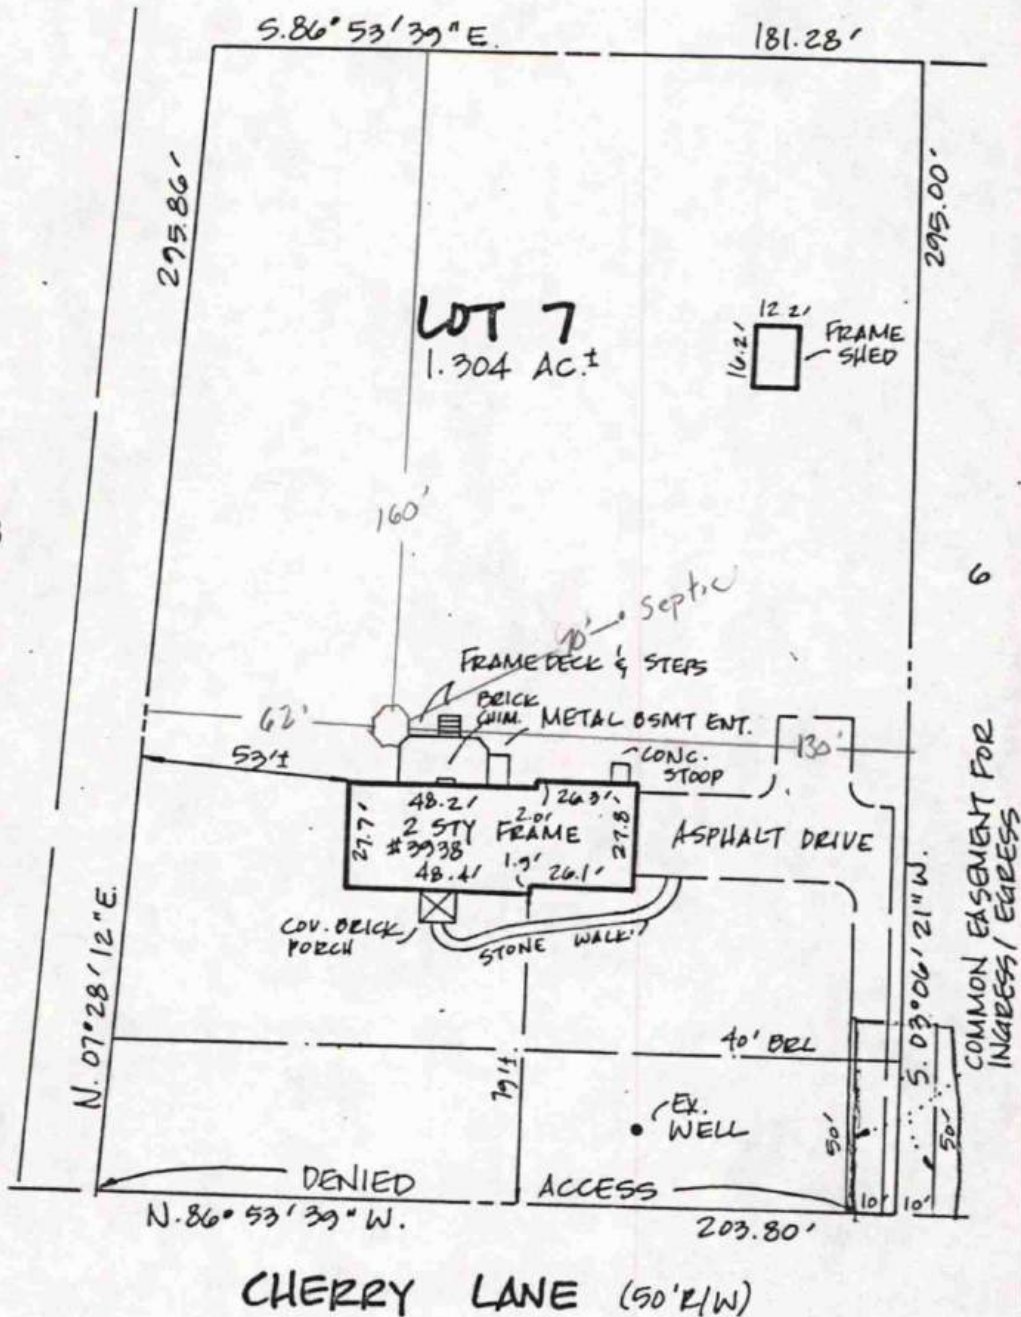 S.86° 53' 39" E.
181.28'
295.86'
295.00'
LOT 7
1.304 AC.±
12 2'
16.2'
FRAME
SHED
160'
90'
Septic
6
FRAME DECK & STEPS
BRICK
CHIM.
METAL BSMT ENT.
62'
130'
53'±
CONC.
STOOP
48.2'
26.3'
2.0'
27.7'
2 STY FRAME
#3938
27.8'
48.4'
1.9'
26.1'
ASPHALT DRIVE
COV. BRICK
PORCH
STONE WALK
COMMON EASEMENT FOR
INGRESS/EGRESS
N. 07° 28' 12" E.
S. 03° 06' 21" W.
40' BRL
79'±
EX.
WELL
50'
50'
DENIED ACCESS
10'
10'
N.86° 53' 39" W.
203.80'
CHERRY LANE (50' R/W)